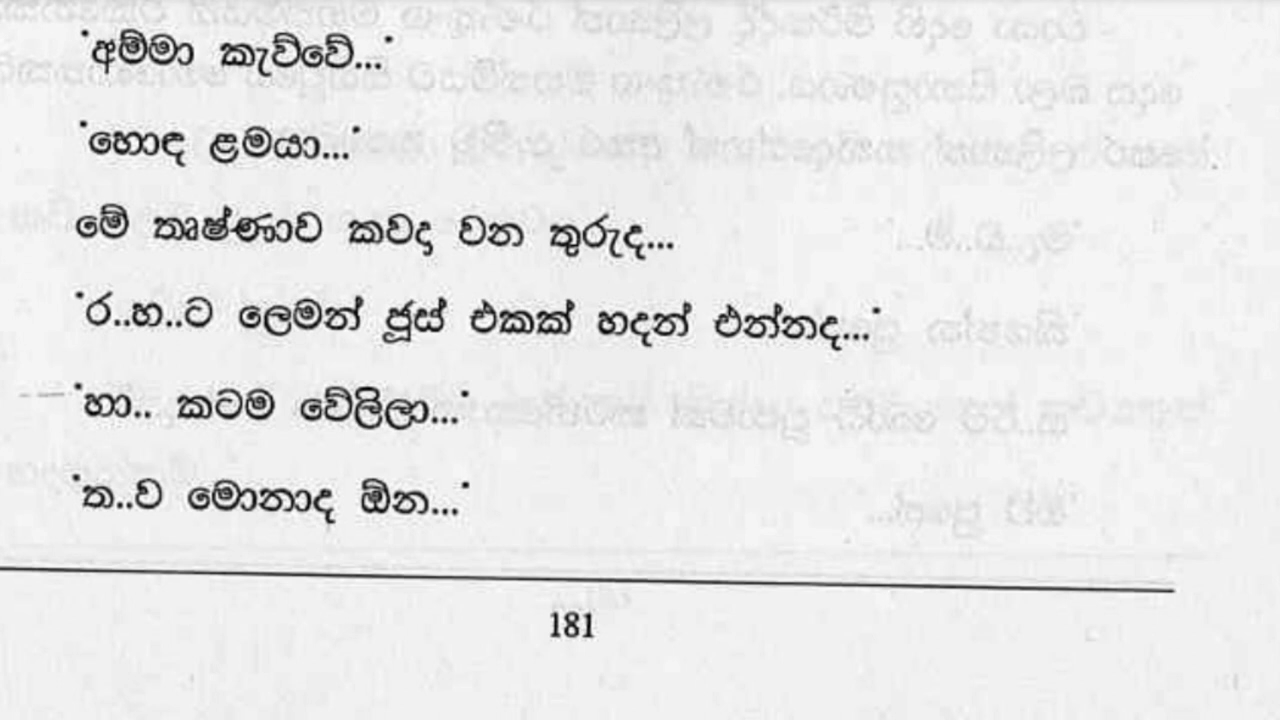 'අම්මා කැව්වේ...'
'හොඳ ළමයා...'
මේ තෘෂ්ණාව කවදා වන තුරුද...
'ර..හ..ට ලෙමන් ජූස් එකක් හදන් එන්නද...'
'හා.. කටම වේලිලා...'
'ත..ව මොනාද ඕන...'
181